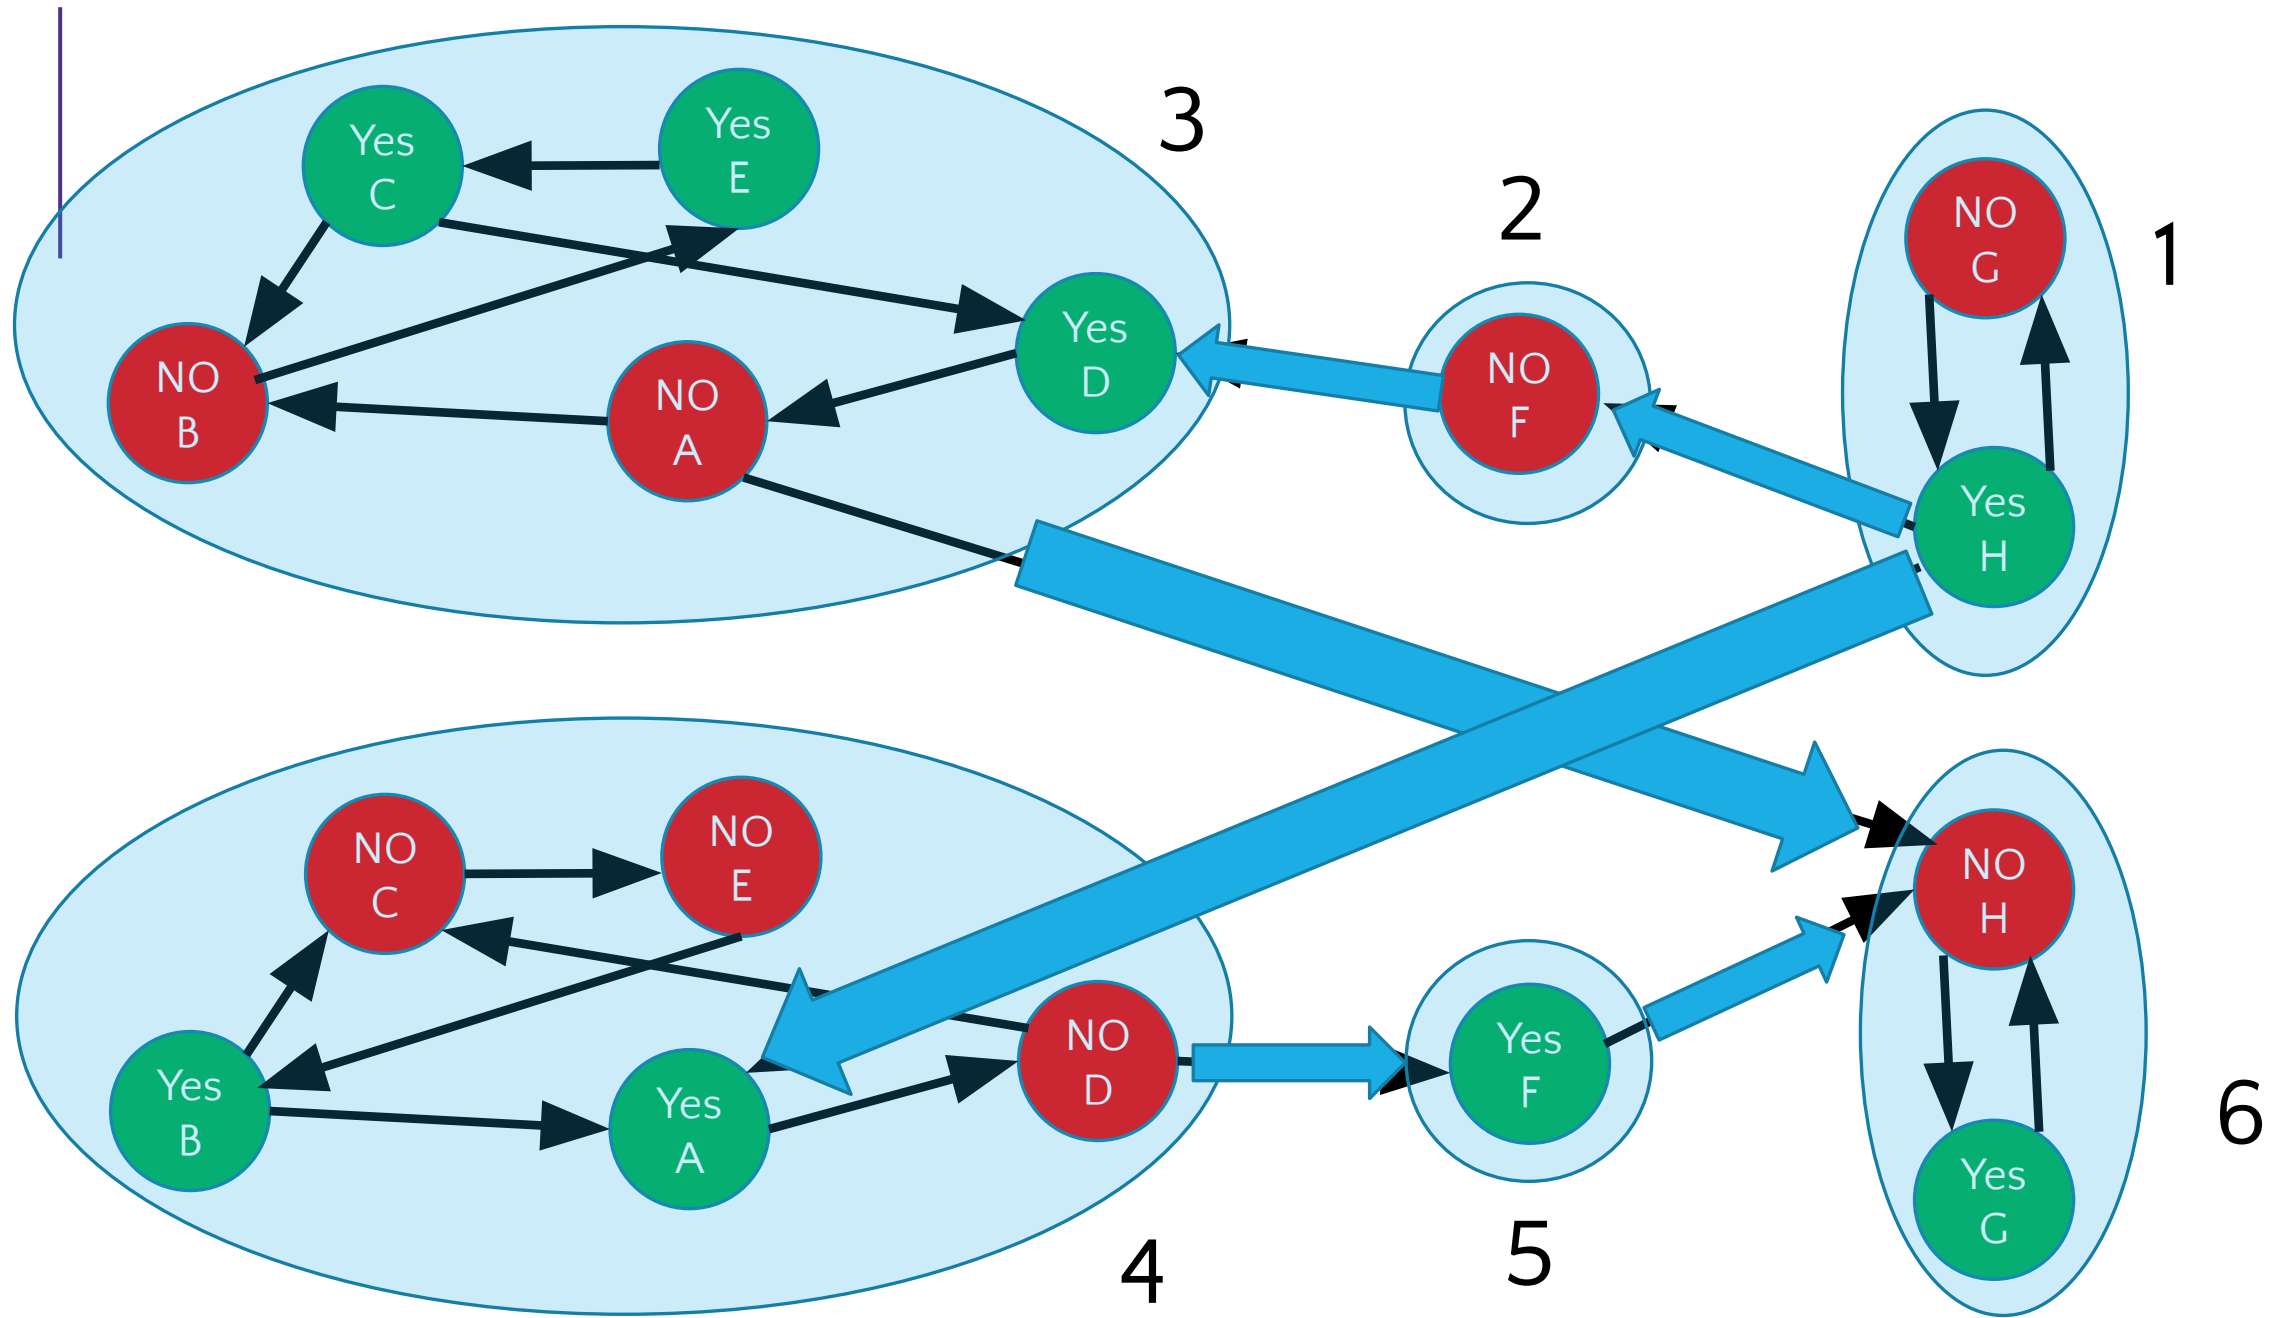 3
Yes
C
Yes
E
Yes
D
NO
B
NO
A
2
NO
F
1
NO
G
Yes
H
NO
C
NO
E
Yes
B
Yes
A
NO
D
4
Yes
F
5
NO
H
Yes
G
6